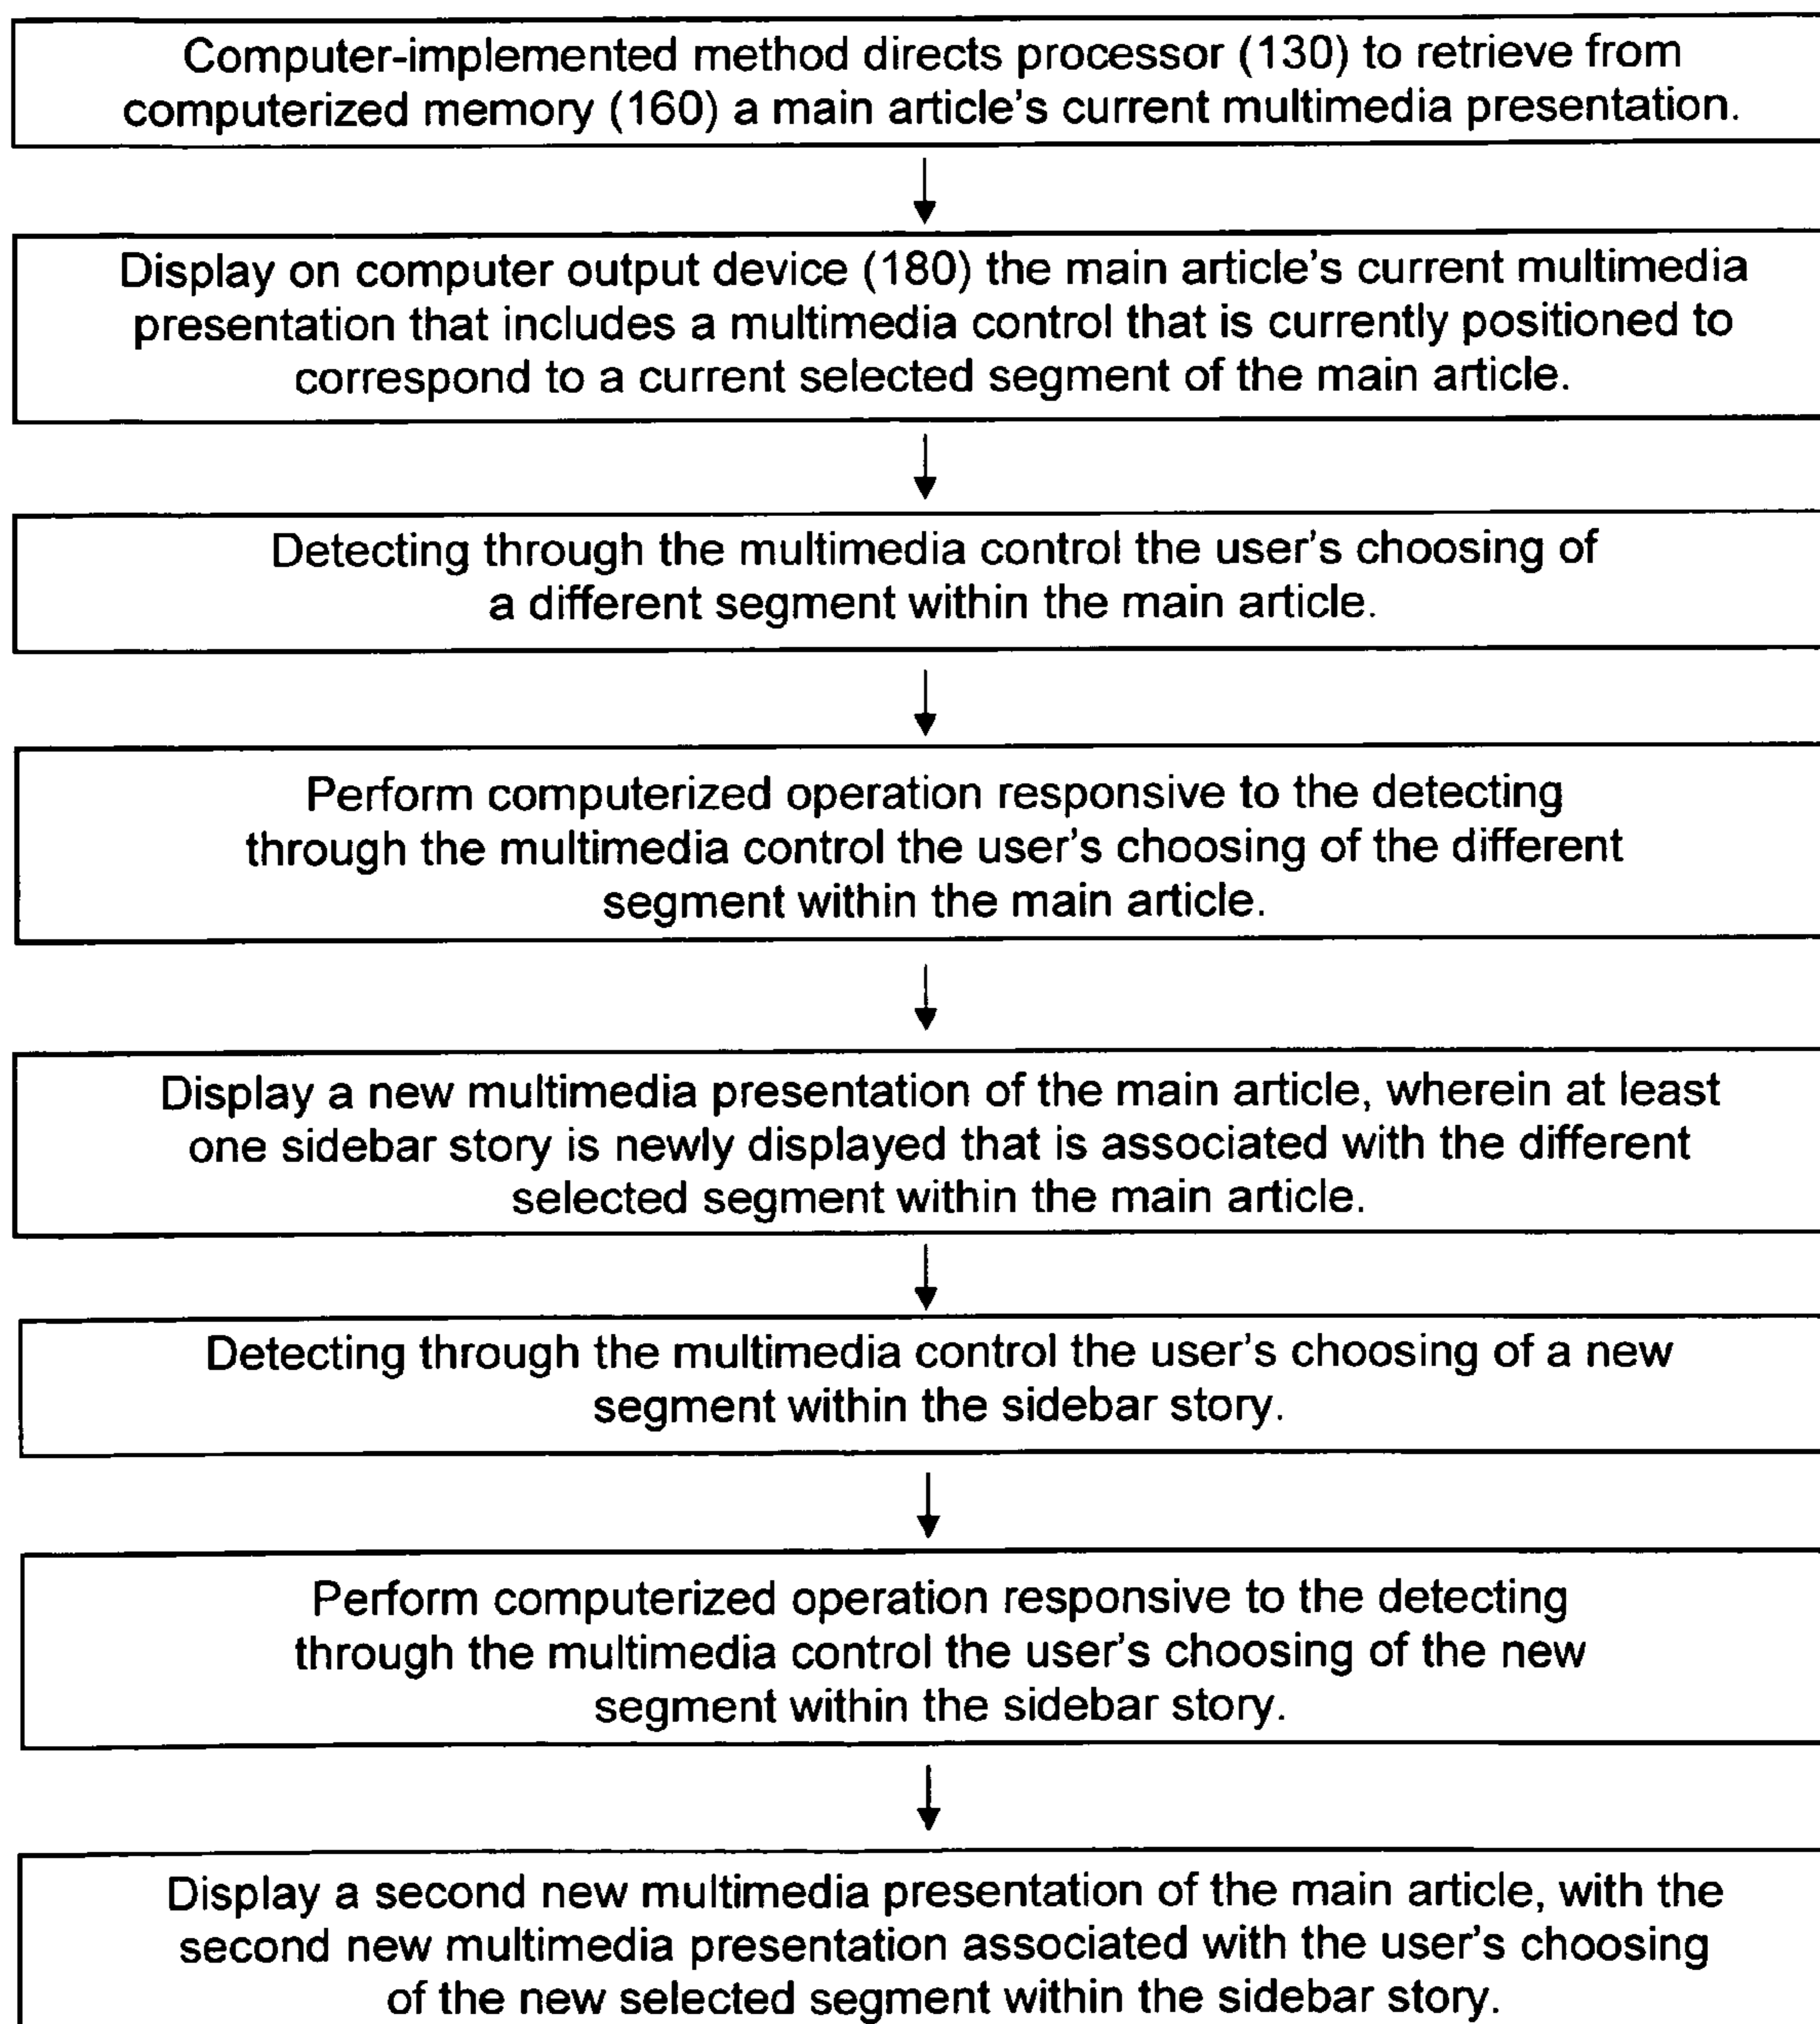 Computer-implemented method directs processor (130) to retrieve from
computerized memory (160) a main article's current multimedia presentation.
Display on computer output device (180) the main article's current multimedia
presentation that includes a multimedia control that is currently positioned to
correspond to a current selected segment of the main article.
Detecting through the multimedia control the user's choosing of
a different segment within the main article.
Perform computerized operation responsive to the detecting
through the multimedia control the user's choosing of the different
segment within the main article.
Display a new multimedia presentation of the main article, wherein at least
one sidebar story is newly displayed that is associated with the different
selected segment within the main article.
Detecting through the multimedia control the user's choosing of a new
segment within the sidebar story.
Perform computerized operation responsive to the detecting
through the multimedia control the user's choosing of the new
segment within the sidebar story.
Display a second new multimedia presentation of the main article, with the
second new multimedia presentation associated with the user's choosing
of the new selected segment within the sidebar story.